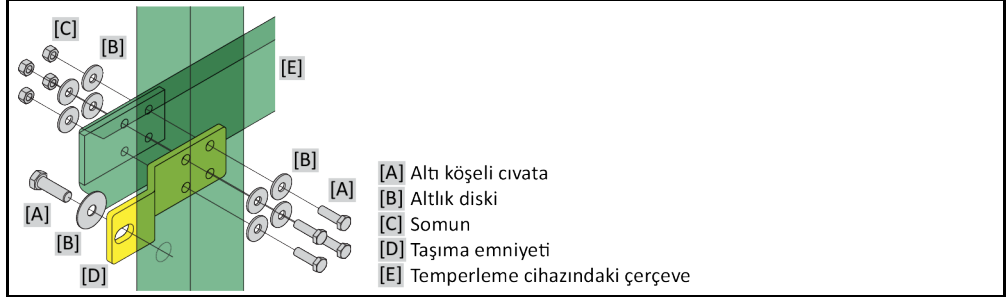 [C]
[B]
[E]
[B]
[A]
[A]
[B]
[D]
[A] Altı köşeli cıvata
[B] Altlık diski
[C] Somun
[D] Taşıma emniyeti
[E] Temperleme cihazındaki çerçeve